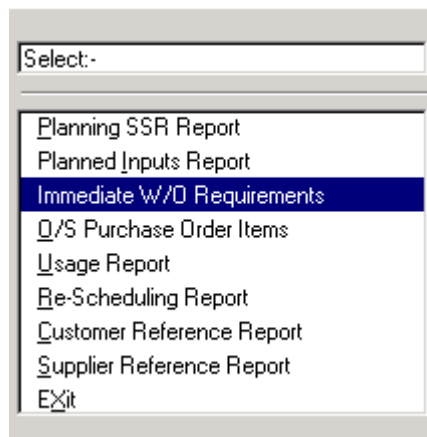 Select:-
Planning SSR Report
Planned Inputs Report
Immediate W/O Requirements
O/S Purchase Order Items
Usage Report
Re-Scheduling Report
Customer Reference Report
Supplier Reference Report
EXit